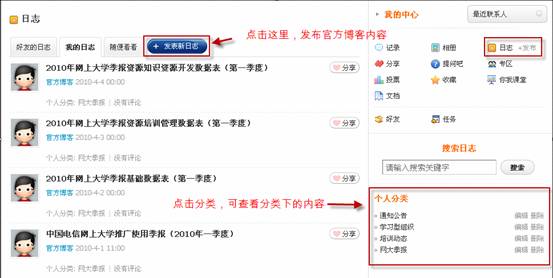 日志
好友的日志
我的日志
随便看看
+ 发表新日志
点击这里，发布官方博客内容
2010年网上大学季报资源知识资源开发数据表（第一季度）
分享
官方博客 2010-4-4 00:00
个人分类: 网大季报 | 没有评论
2010年网上大学季报资源培训管理数据表（第一季度）
分享
官方博客 2010-4-3 00:00
个人分类: 网大季报 | 没有评论
2010年网上大学季报基础数据表（第一季度）
分享
官方博客 2010-4-2 00:00
个人分类: 网大季报 | 没有评论
点击分类，可查看分类下的内容
中国电信网上大学推广使用季报（2010年一季度）
分享
官方博客 2010-4-1 11:00
个人分类: 网大季报 | 没有评论
我的中心
最近联系人
记录 相册 日志 +发布
分享 提问吧 专区
投票 收藏 你我课堂
文档
好友 任务
搜索日志
请输入搜索关键字 搜索
个人分类
» 通知公告 编辑 删除
» 学习型组织 编辑 删除
» 培训动态 编辑 删除
» 网大季报 编辑 删除